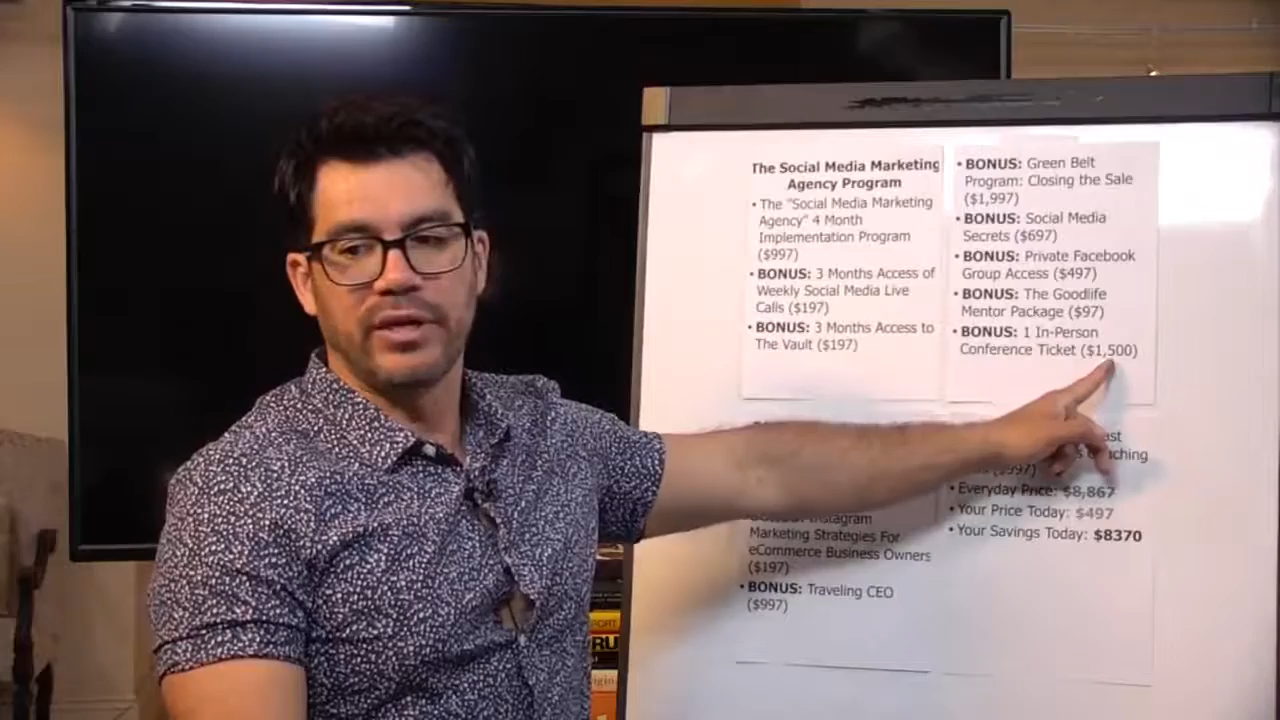 The Social Media Marketing
Agency Program
• The "Social Media Marketing
Agency" 4 Month
Implementation Program
($997)
• BONUS: 3 Months Access of
Weekly Social Media Live
Calls ($197)
• BONUS: 3 Months Access to
The Vault ($197)
Instagram
Marketing Strategies For
eCommerce Business Owners
($197)
• BONUS: Traveling CEO
($997)
• BONUS: Green Belt
Program: Closing the Sale
($1,997)
• BONUS: Social Media
Secrets ($697)
• BONUS: Private Facebook
Group Access ($497)
• BONUS: The Goodlife
Mentor Package ($97)
• BONUS: 1 In-Person
Conference Ticket ($1,500)
($997)
• Everyday Price: $8,867
• Your Price Today: $497
• Your Savings Today: $8370